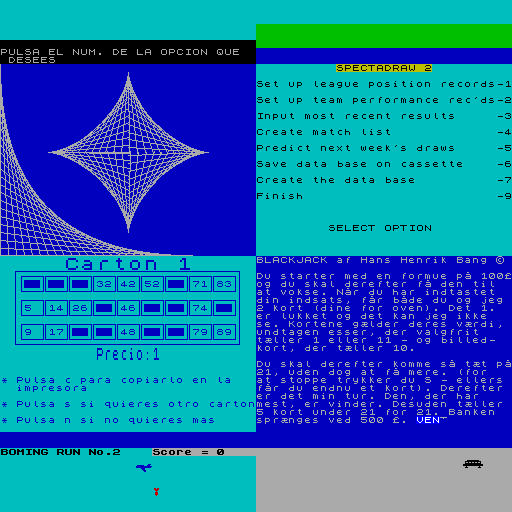 PULSA EL NUM. DE LA OPCION QUE
DESEES
SPECTADRAW 2
Set up league position records-1
Set up team performance rec'ds-2
Input most recent results -3
Create match list -4
Predict next week's draws -5
Save data base on cassette -6
Create the data base -7
Finish -9
SELECT OPTION
Carton 1
32 42 52 71 83
5 14 26 46 74
9 17 48 79 89
Precio:1
* Pulsa c para copiarlo en la
impresora
* Pulsa s si quieres otro carton
* Pulsa n si no quieres mas
BLACKJACK af Hans Henrik Bang ©
Du starter med en formue på 100£
og du skal derefter få den til
at vokse. Når du har indtastet
din indsats, får både du og jeg
2 kort (dine for oven). Det 1.
er lukket og det kan jeg ikke
se. Kortene gælder deres værdi,
undtagen esser, der valgfrit
tæller 1 eller 11 - og billed-
kort, der tæller 10.
Du skal derefter komme så tæt på
21, uden dog at få mere. (for
at stoppe trykker du S - ellers
får du endnu et kort). Derefter
er det min tur. Den, der har
mest, er vinder. Desuden tæller
5 kort under 21 for 21. Banken
sprænges ved 500 £. VENT
BOMING RUN No.2 Score = 0